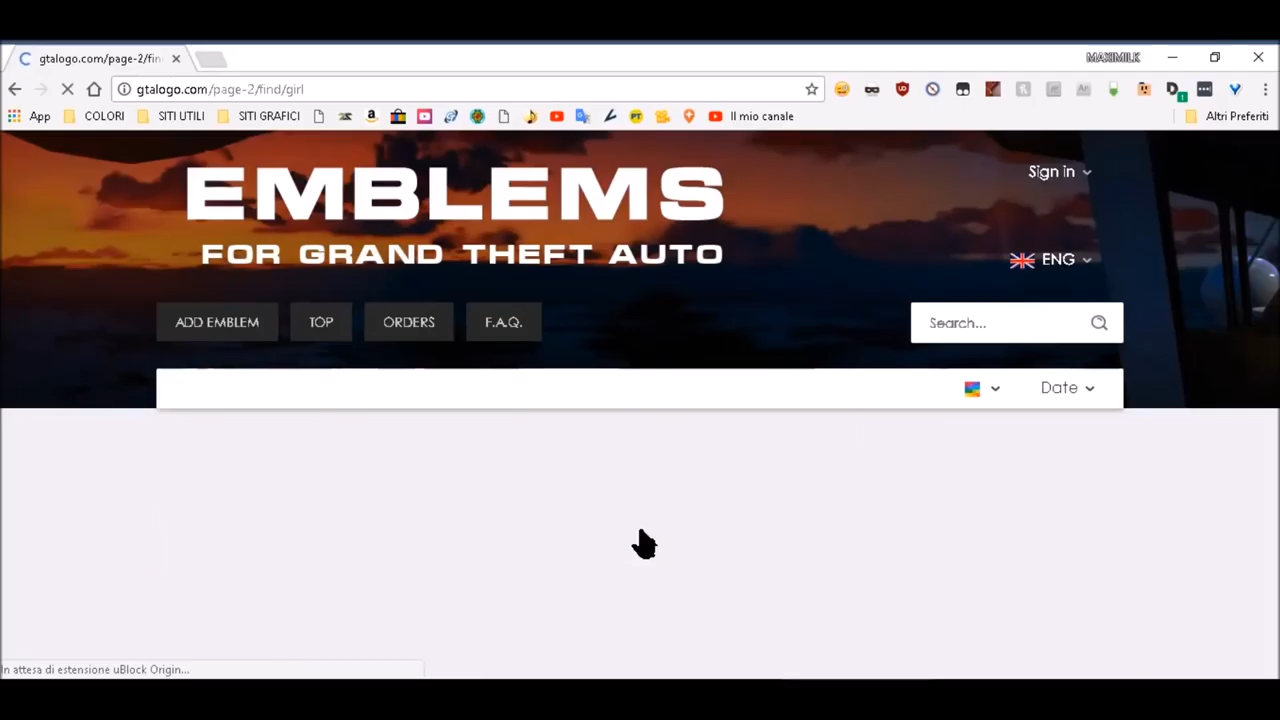 gtalogo.com/page-2/fin
MAXIMILK
gtalogo.com/page-2/find/girl
App COLORI SITI UTILI SITI GRAFICI Il mio canale Altri Preferiti
EMBLEMS
FOR GRAND THEFT AUTO
Sign in
ENG
ADD EMBLEM TOP ORDERS F.A.Q. Search...
Date
In attesa di estensione uBlock Origin...